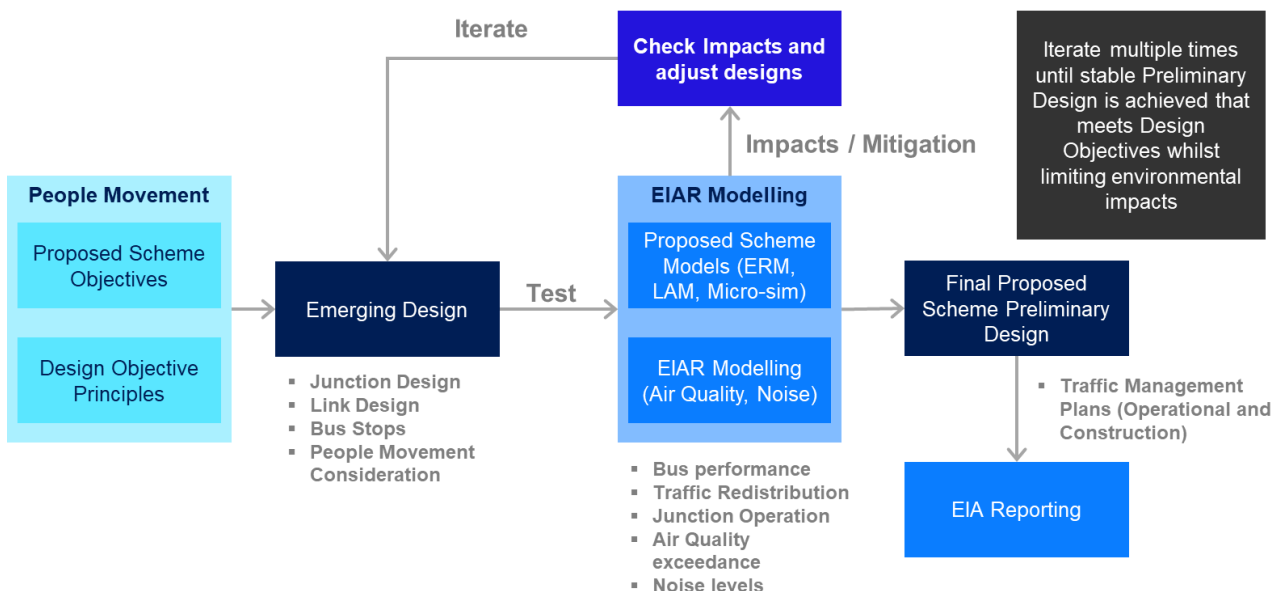 Iterate
Check Impacts and
adjust designs
Iterate multiple times
until stable Preliminary
Design is achieved that
meets Design
Objectives whilst
limiting environmental
impacts
Impacts / Mitigation
People Movement
Proposed Scheme
Objectives
Design Objective
Principles
Emerging Design
▪ Junction Design
▪ Link Design
▪ Bus Stops
▪ People Movement
Consideration
Test
EIAR Modelling
Proposed Scheme
Models (ERM,
LAM, Micro-sim)
EIAR Modelling
(Air Quality, Noise)
▪ Bus performance
▪ Traffic Redistribution
▪ Junction Operation
▪ Air Quality
exceedance
▪ Noise levels
Final Proposed
Scheme Preliminary
Design
▪ Traffic Management
Plans (Operational and
Construction)
EIA Reporting